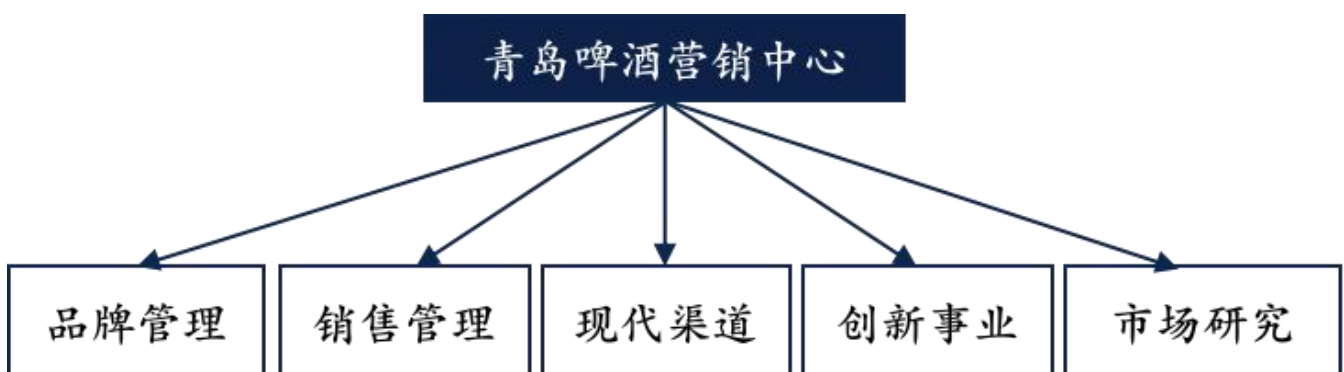 青岛啤酒营销中心
品牌管理
销售管理
现代渠道
创新事业
市场研究